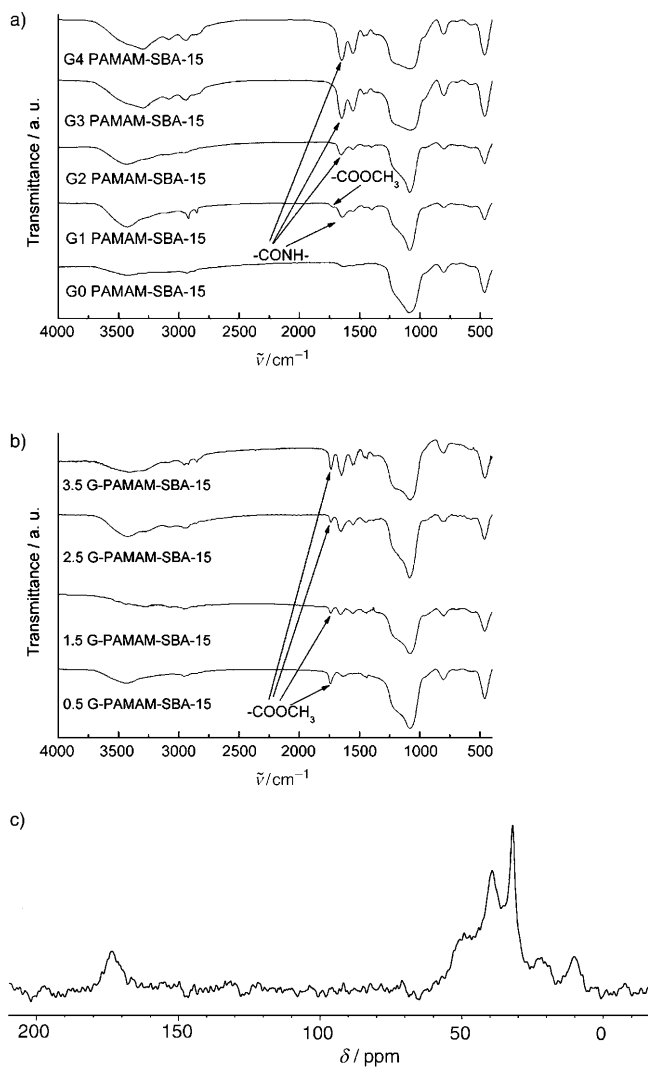 a)
G4 PAMAM-SBA-15
G3 PAMAM-SBA-15
G2 PAMAM-SBA-15
-COOCH3
G1 PAMAM-SBA-15
-CONH-
G0 PAMAM-SBA-15
Transmittance / a. u.
4000 3500 3000 2500 2000 1500 1000 500
ν̃/cm−1
b)
3.5 G-PAMAM-SBA-15
2.5 G-PAMAM-SBA-15
1.5 G-PAMAM-SBA-15
0.5 G-PAMAM-SBA-15
-COOCH3
Transmittance / a. u.
4000 3500 3000 2500 2000 1500 1000 500
ν̃/cm−1
c)
200 150 100 50 0
δ / ppm